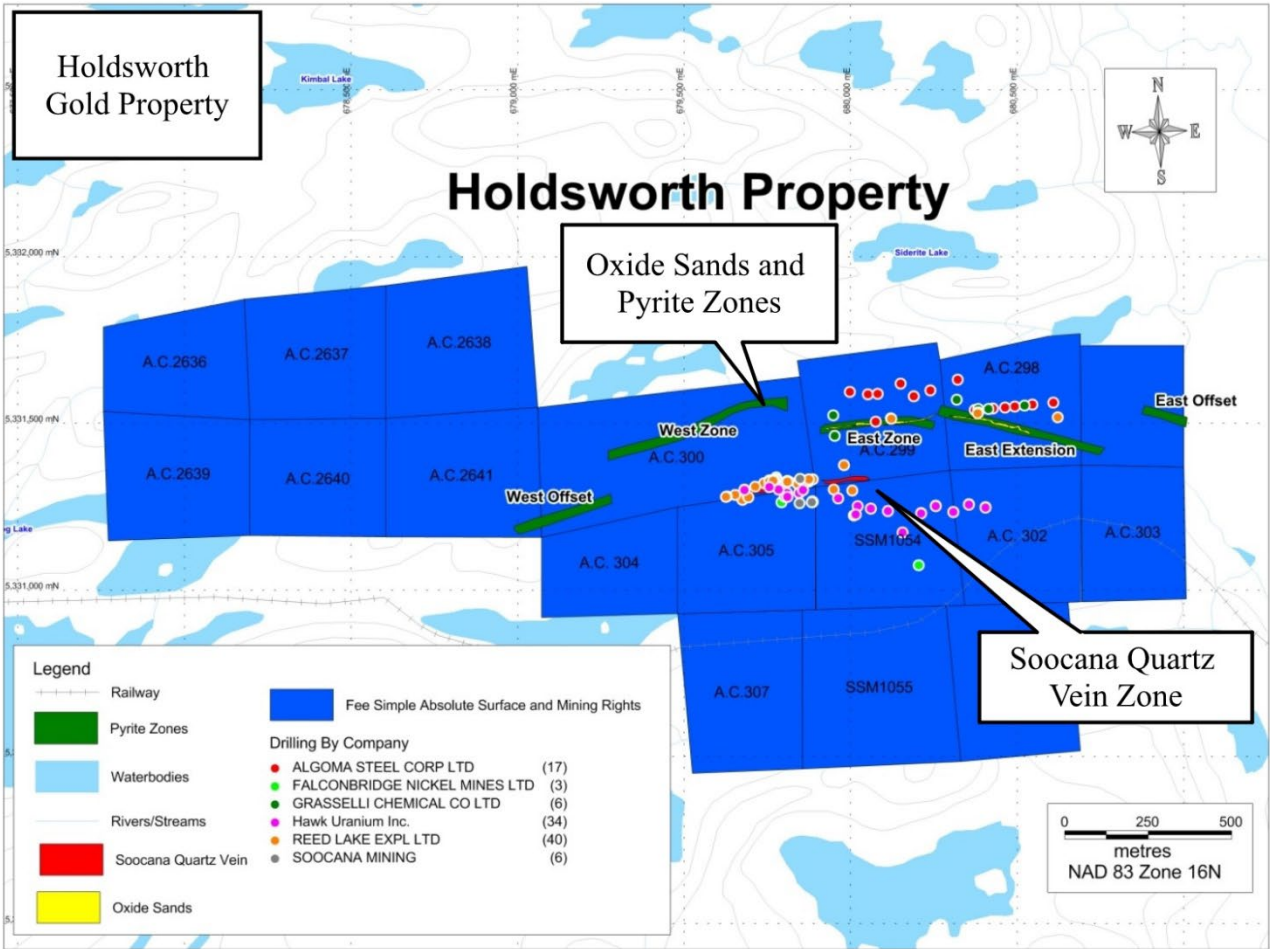 Holdsworth
Gold Property
Kimbal Lake
678,500 mE
679,000 mE
679,500 mE
680,000 mE
680,500 mE
N
W E
S
Holdsworth Property
Oxide Sands and
Pyrite Zones
5,332,000 mN
Siderite Lake
A.C.2636
A.C.2637
A.C.2638
A.C.298
5,331,500 mN
East Offset
West Zone
East Zone
A.C.300
A.C.299
East Extension
A.C.2639
A.C.2640
A.C.2641
West Offset
A.C. 304
A.C.305
SSM1054
A.C. 302
A.C.303
5,331,000 mN
Soocana Quartz
Vein Zone
A.C.307
SSM1055
Legend
Railway
Pyrite Zones
Waterbodies
Rivers/Streams
Soocana Quartz Vein
Oxide Sands
Fee Simple Absolute Surface and Mining Rights
Drilling By Company
ALGOMA STEEL CORP LTD (17)
FALCONBRIDGE NICKEL MINES LTD (3)
GRASSELLI CHEMICAL CO LTD (6)
Hawk Uranium Inc. (34)
REED LAKE EXPL LTD (40)
SOOCANA MINING (6)
0 250 500
metres
NAD 83 Zone 16N